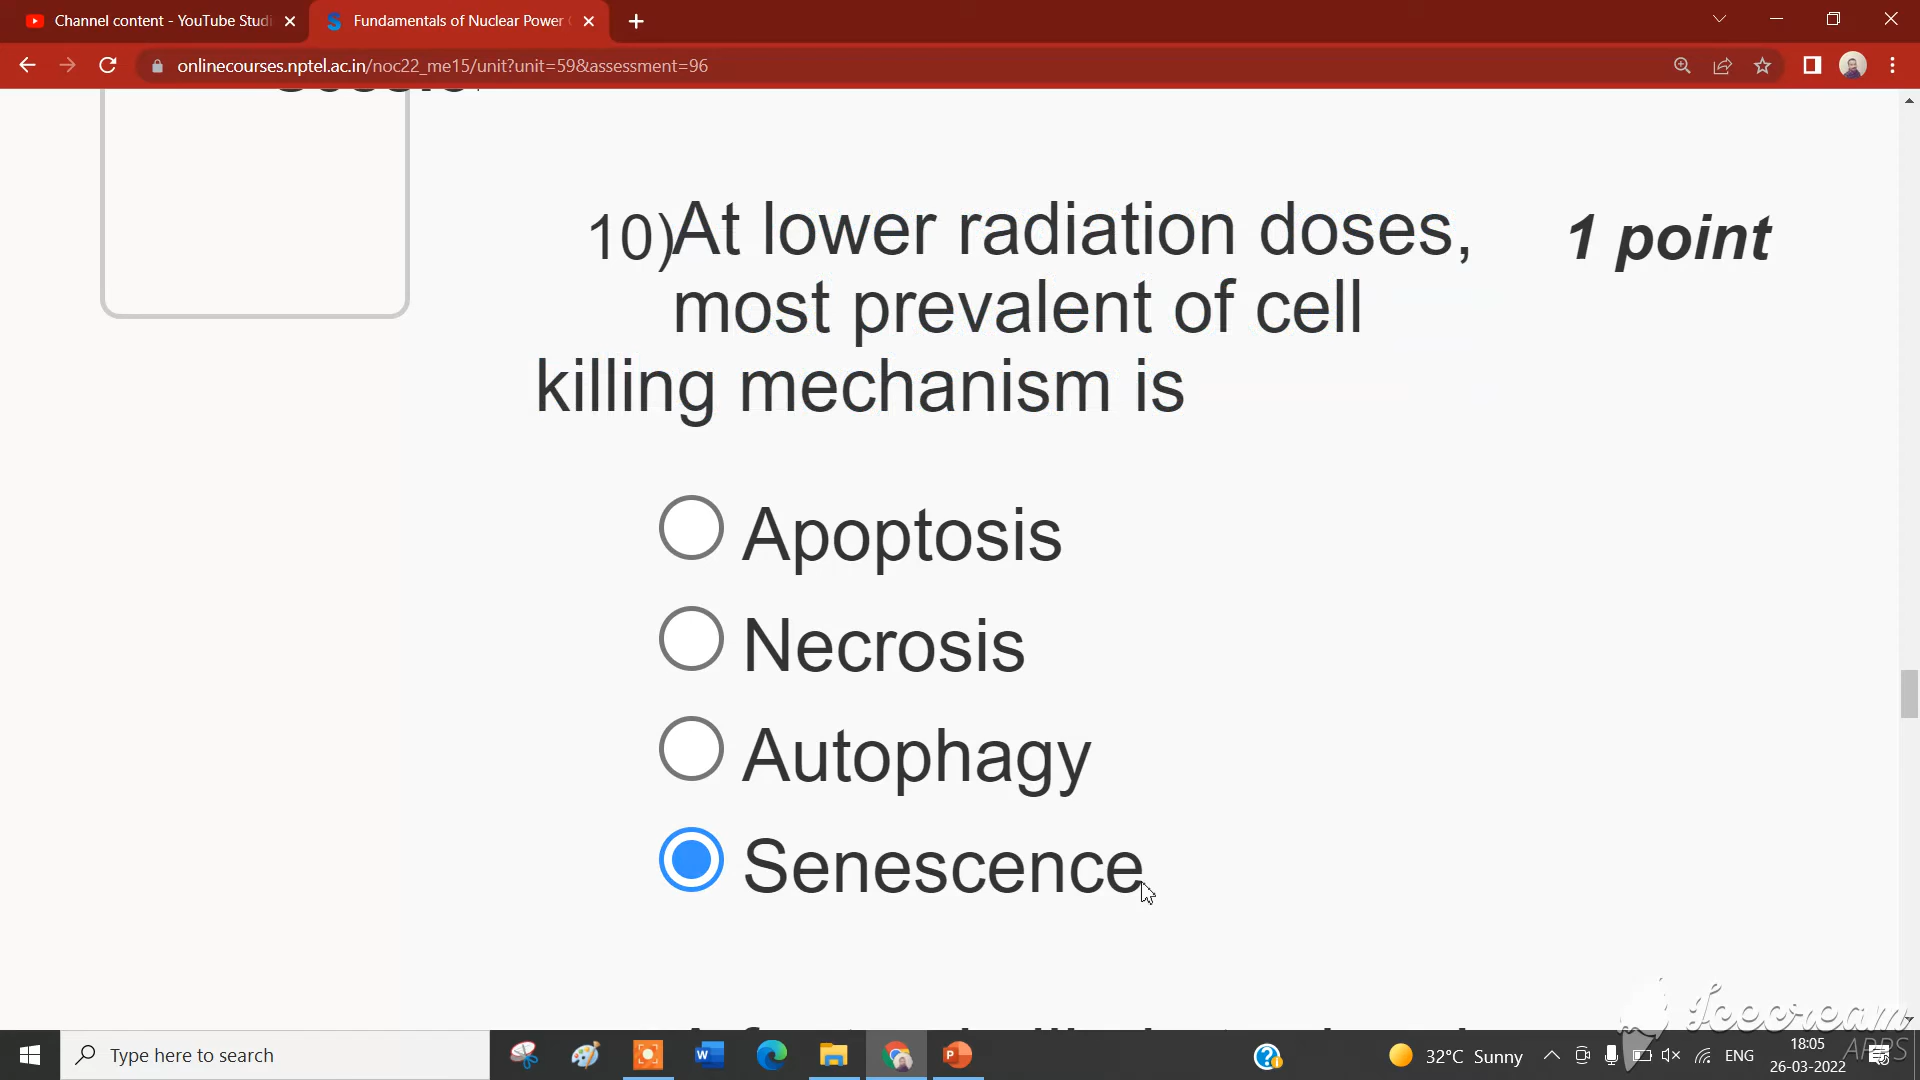 Channel content - YouTube Studi
Fundamentals of Nuclear Power
onlinecourses.nptel.ac.in/noc22_me15/unit?unit=59&assessment=96
10) At lower radiation doses, 1 point
most prevalent of cell
killing mechanism is
Apoptosis
Necrosis
Autophagy
Senescence
Icecream
APPS
Type here to search
32°C Sunny
ENG
18:05
26-03-2022